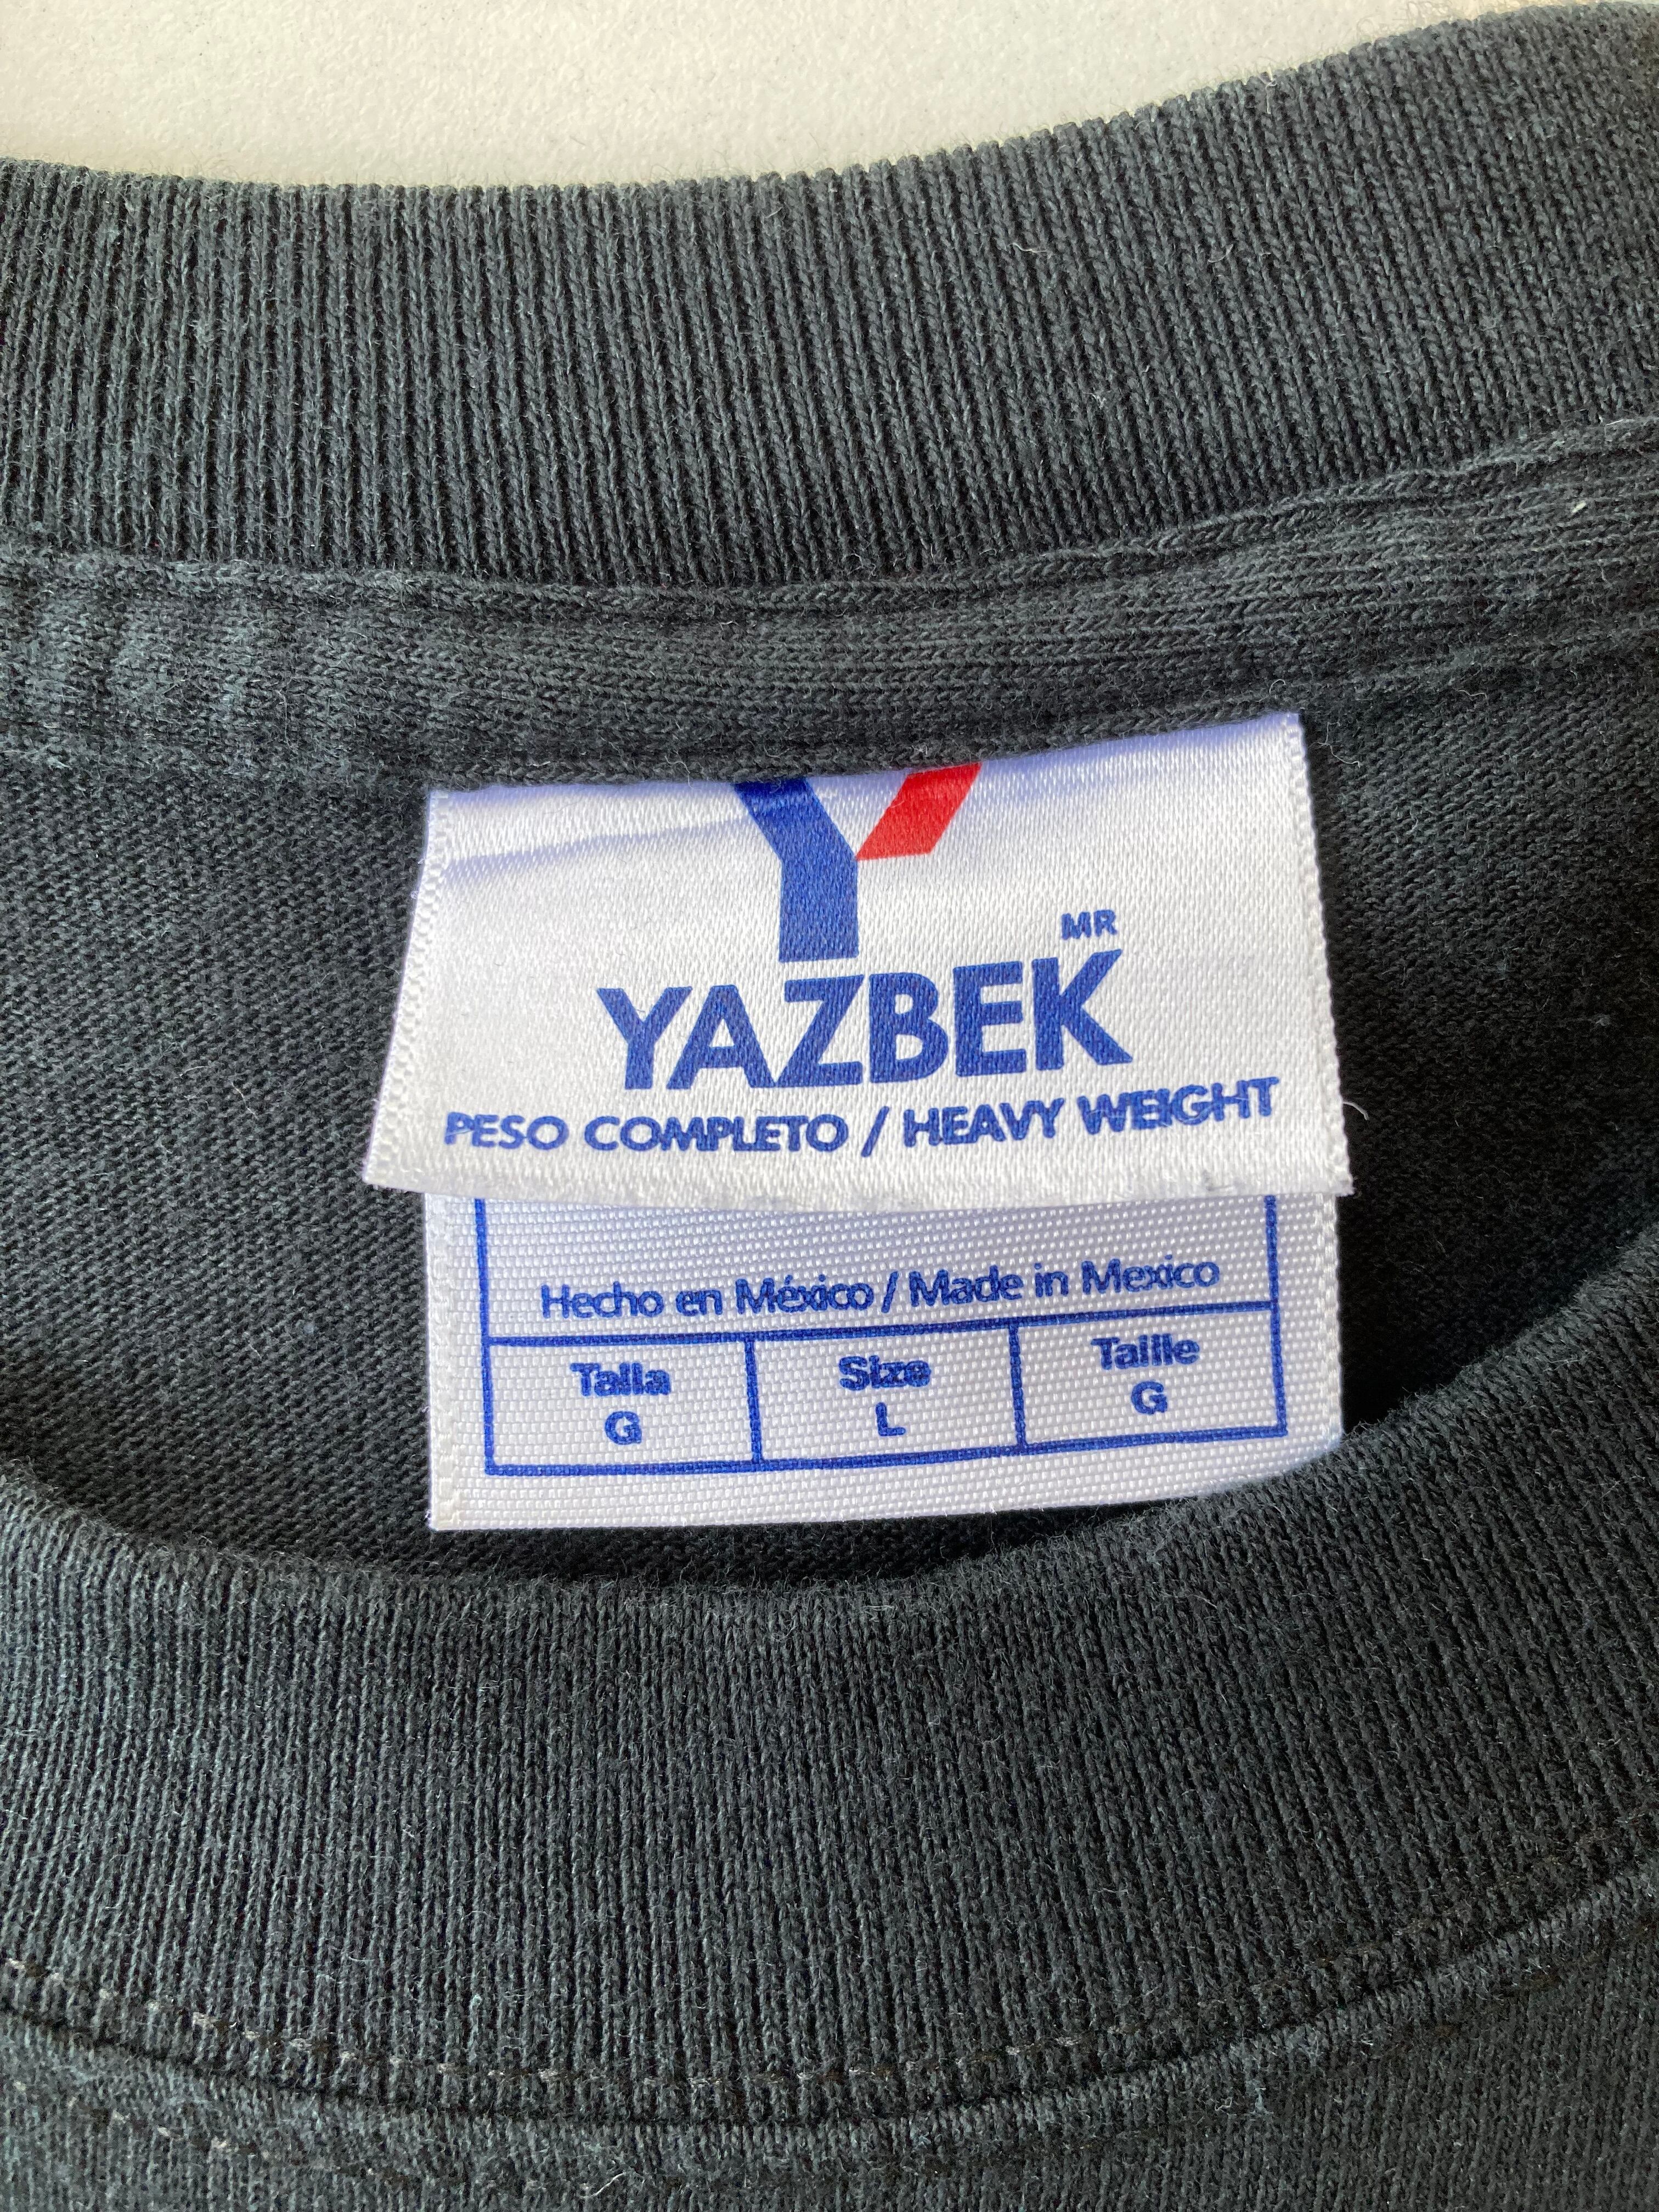 Y
MR
YAZBEK
PESO COMPLETO / HEAVY WEIGHT
Hecho en México / Made in Mexico
Talla Size Taille
G L G